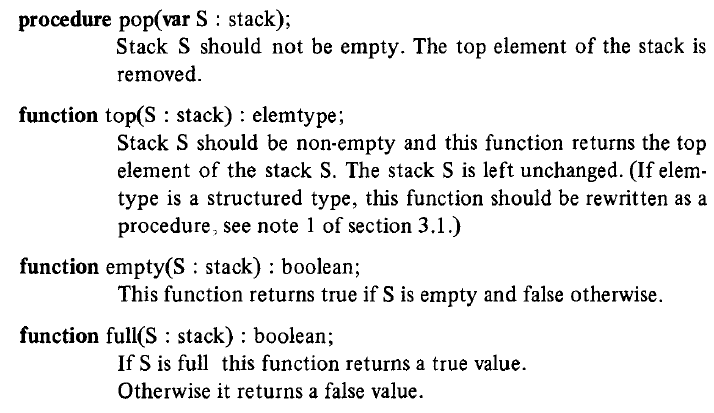 procedure pop(var S : stack);
Stack S should not be empty. The top element of the stack is
removed.
function top(S : stack) : elemtype;
Stack S should be non-empty and this function returns the top
element of the stack S. The stack S is left unchanged. (If elem-
type is a structured type, this function should be rewritten as a
procedure, see note 1 of section 3.1.)
function empty(S : stack) : boolean;
This function returns true if S is empty and false otherwise.
function full(S : stack) : boolean;
If S is full this function returns a true value.
Otherwise it returns a false value.